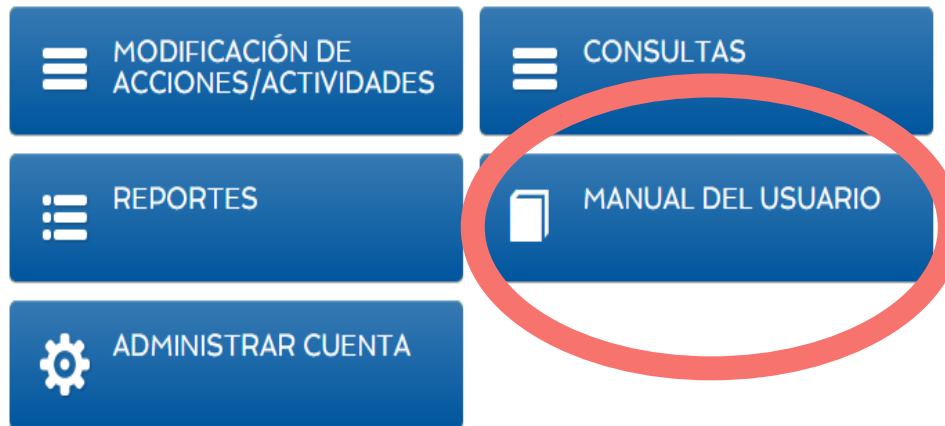 MODIFICACIÓN DE
ACCIONES/ACTIVIDADES
CONSULTAS
REPORTES
MANUAL DEL USUARIO
ADMINISTRAR CUENTA